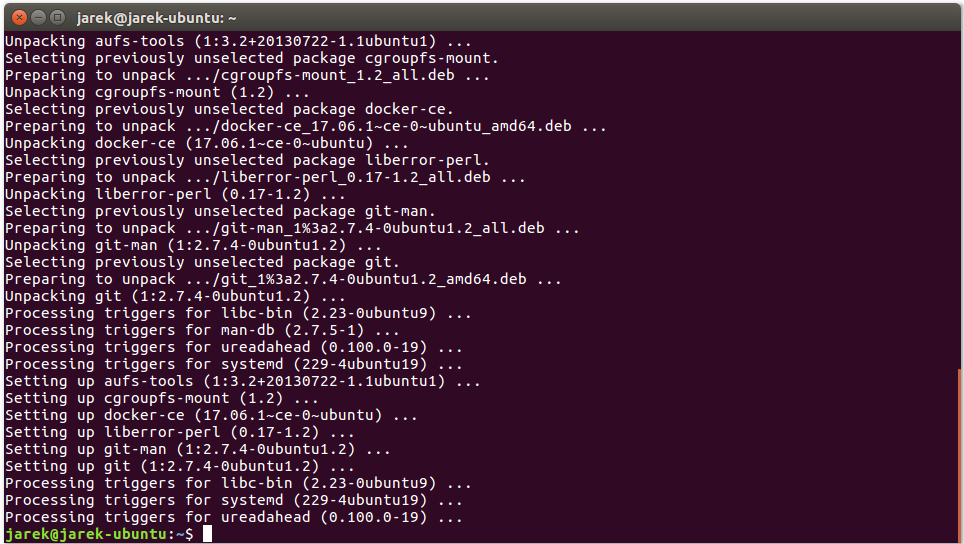 jarek@jarek-ubuntu: ~
Unpacking aufs-tools (1:3.2+20130722-1.1ubuntu1) ...
Selecting previously unselected package cgroupfs-mount.
Preparing to unpack .../cgroupfs-mount_1.2_all.deb ...
Unpacking cgroupfs-mount (1.2) ...
Selecting previously unselected package docker-ce.
Preparing to unpack .../docker-ce_17.06.1~ce-0~ubuntu_amd64.deb ...
Unpacking docker-ce (17.06.1~ce-0~ubuntu) ...
Selecting previously unselected package liberror-perl.
Preparing to unpack .../liberror-perl_0.17-1.2_all.deb ...
Unpacking liberror-perl (0.17-1.2) ...
Selecting previously unselected package git-man.
Preparing to unpack .../git-man_1%3a2.7.4-0ubuntu1.2_all.deb ...
Unpacking git-man (1:2.7.4-0ubuntu1.2) ...
Selecting previously unselected package git.
Preparing to unpack .../git_1%3a2.7.4-0ubuntu1.2_amd64.deb ...
Unpacking git (1:2.7.4-0ubuntu1.2) ...
Processing triggers for libc-bin (2.23-0ubuntu9) ...
Processing triggers for man-db (2.7.5-1) ...
Processing triggers for ureadahead (0.100.0-19) ...
Processing triggers for systemd (229-4ubuntu19) ...
Setting up aufs-tools (1:3.2+20130722-1.1ubuntu1) ...
Setting up cgroupfs-mount (1.2) ...
Setting up docker-ce (17.06.1~ce-0~ubuntu) ...
Setting up liberror-perl (0.17-1.2) ...
Setting up git-man (1:2.7.4-0ubuntu1.2) ...
Setting up git (1:2.7.4-0ubuntu1.2) ...
Processing triggers for libc-bin (2.23-0ubuntu9) ...
Processing triggers for systemd (229-4ubuntu19) ...
Processing triggers for ureadahead (0.100.0-19) ...
jarek@jarek-ubuntu:~$